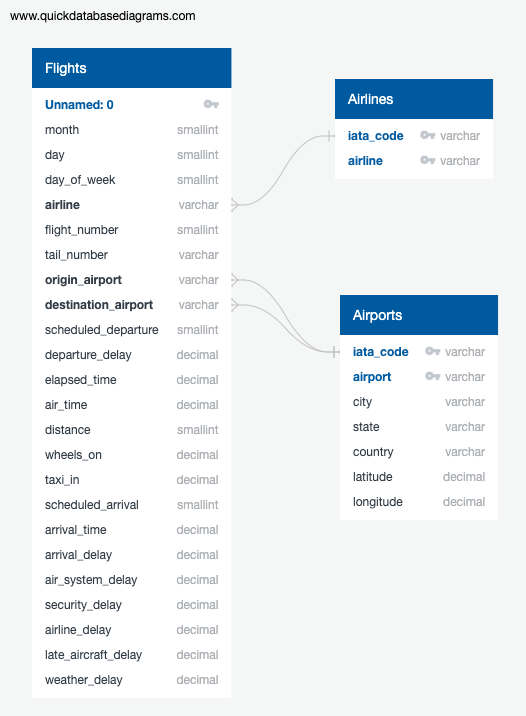 www.quickdatabasediagrams.com
Flights
Unnamed: 0
month smallint
day smallint
day_of_week smallint
airline varchar
flight_number smallint
tail_number varchar
origin_airport varchar
destination_airport varchar
scheduled_departure smallint
departure_delay decimal
elapsed_time decimal
air_time decimal
distance smallint
wheels_on decimal
taxi_in decimal
scheduled_arrival smallint
arrival_time decimal
arrival_delay decimal
air_system_delay decimal
security_delay decimal
airline_delay decimal
late_aircraft_delay decimal
weather_delay decimal
Airlines
iata_code varchar
airline varchar
Airports
iata_code varchar
airport varchar
city varchar
state varchar
country varchar
latitude decimal
longitude decimal